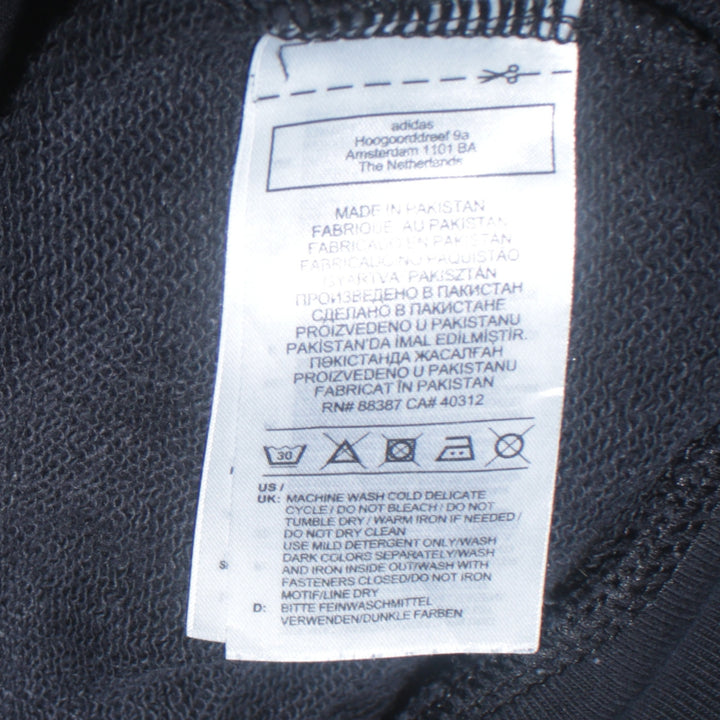 adidas
Hoogoorddreef 9a
Amsterdam 1101 BA
The Netherlands
MADE IN PAKISTAN
FABRIQUÉ AU PAKISTAN
FABRICADO EN PAKISTAN
FABRICADO NO PAQUISTÃO
GYÁRTVA: PAKISZTÁN
ПРОИЗВЕДЕНО В ПАКИСТАН
СДЕЛАНО В ПАКИСТАНЕ
PROIZVEDENO U PAKISTANU
PAKİSTAN'DA İMAL EDİLMİŞTİR.
ПӘКІСТАНДА ЖАСАЛҒАН
PROIZVEDENO U PAKISTANU
FABRICAT ÎN PAKISTAN
RN# 88387 CA# 40312
30
US /
UK: MACHINE WASH COLD DELICATE
CYCLE / DO NOT BLEACH / DO NOT
TUMBLE DRY / WARM IRON IF NEEDED /
DO NOT DRY CLEAN
USE MILD DETERGENT ONLY/WASH
DARK COLORS SEPARATELY/WASH
AND IRON INSIDE OUT/WASH WITH
FASTENERS CLOSED/DO NOT IRON
MOTIF/LINE DRY
D: BITTE FEINWASCHMITTEL
VERWENDEN/DUNKLE FARBEN